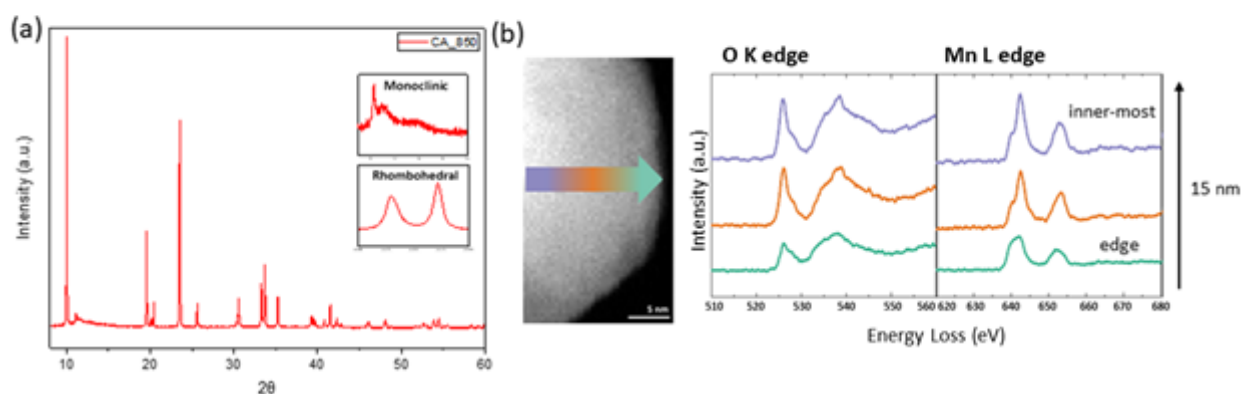 (a)
CA_850
Monoclinic
Rhombohedral
Intensity (a.u.)
10 20 30 40 50 60
2θ
(b)
5 nm
O K edge
Mn L edge
inner-most
edge
15 nm
Intensity (a.u.)
510 520 530 540 550 560 620 630 640 650 660 670 680
Energy Loss (eV)